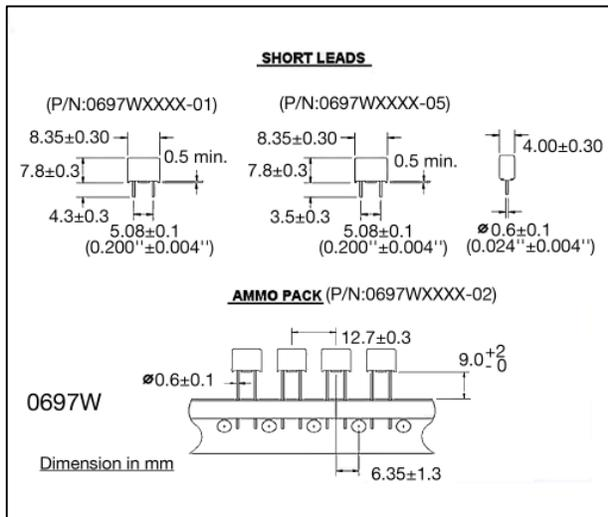 SHORT LEADS
(P/N:0697WXXXX-01)
(P/N:0697WXXXX-05)
8.35±0.30
8.35±0.30
4.00±0.30
7.8±0.3
0.5 min.
7.8±0.3
0.5 min.
4.3±0.3
3.5±0.3
5.08±0.1
(0.200''±0.004'')
5.08±0.1
(0.200''±0.004'')
ø0.6±0.1
(0.024''±0.004'')
AMMO PACK (P/N:0697WXXXX-02)
12.7±0.3
9.0+2-0
ø0.6±0.1
0697W
Dimension in mm
6.35±1.3